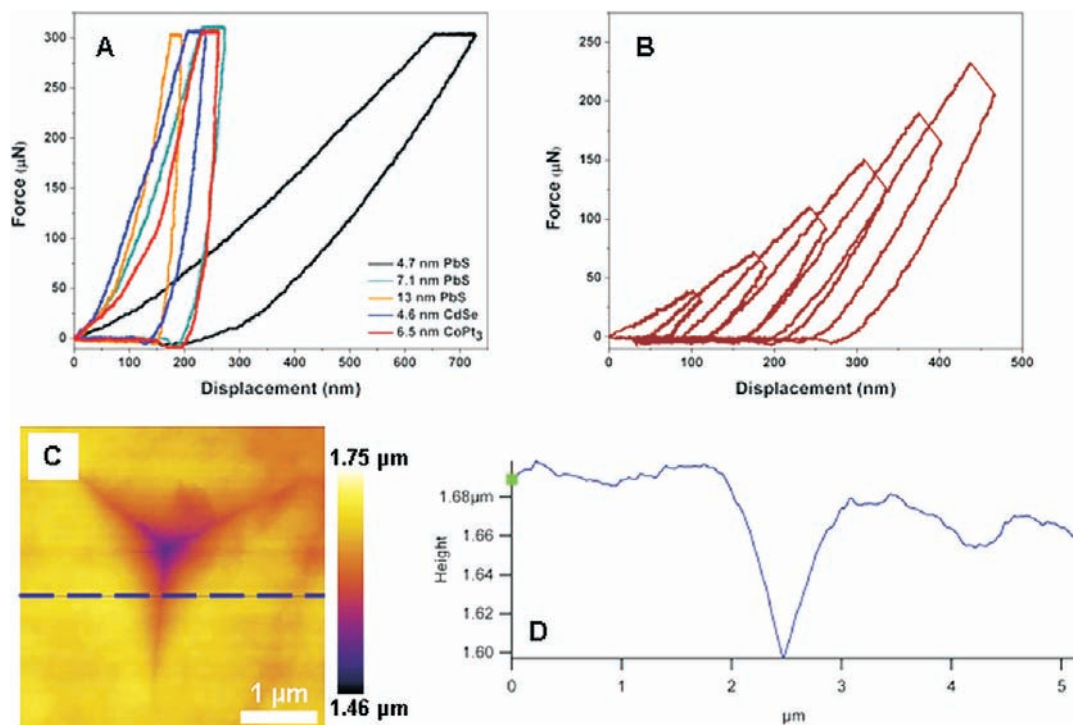 A
300
250
200
150
100
50
0
Force (µN)
4.7 nm PbS
7.1 nm PbS
13 nm PbS
4.6 nm CdSe
6.5 nm CoPt3
0 100 200 300 400 500 600 700
Displacement (nm)
B
250
200
150
100
50
0
Force (µN)
0 100 200 300 400 500
Displacement (nm)
C
1 µm
1.75 µm
1.46 µm
1.68µm
1.66
1.64
1.62
1.60
Height
D
0 1 2 3 4 5
µm